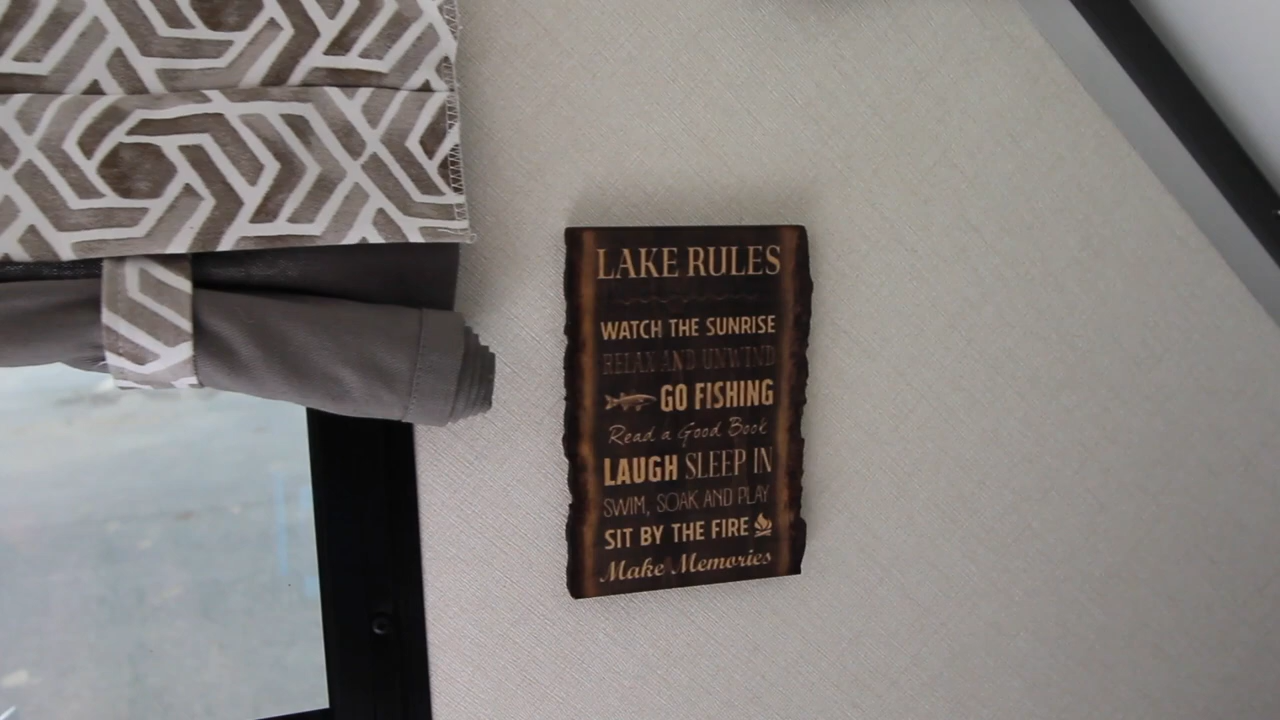 LAKE RULES
WATCH THE SUNRISE
RELAX AND UNWIND
GO FISHING
Read a Good Book
LAUGH SLEEP IN
SWIM, SOAK AND PLAY
SIT BY THE FIRE
Make Memories